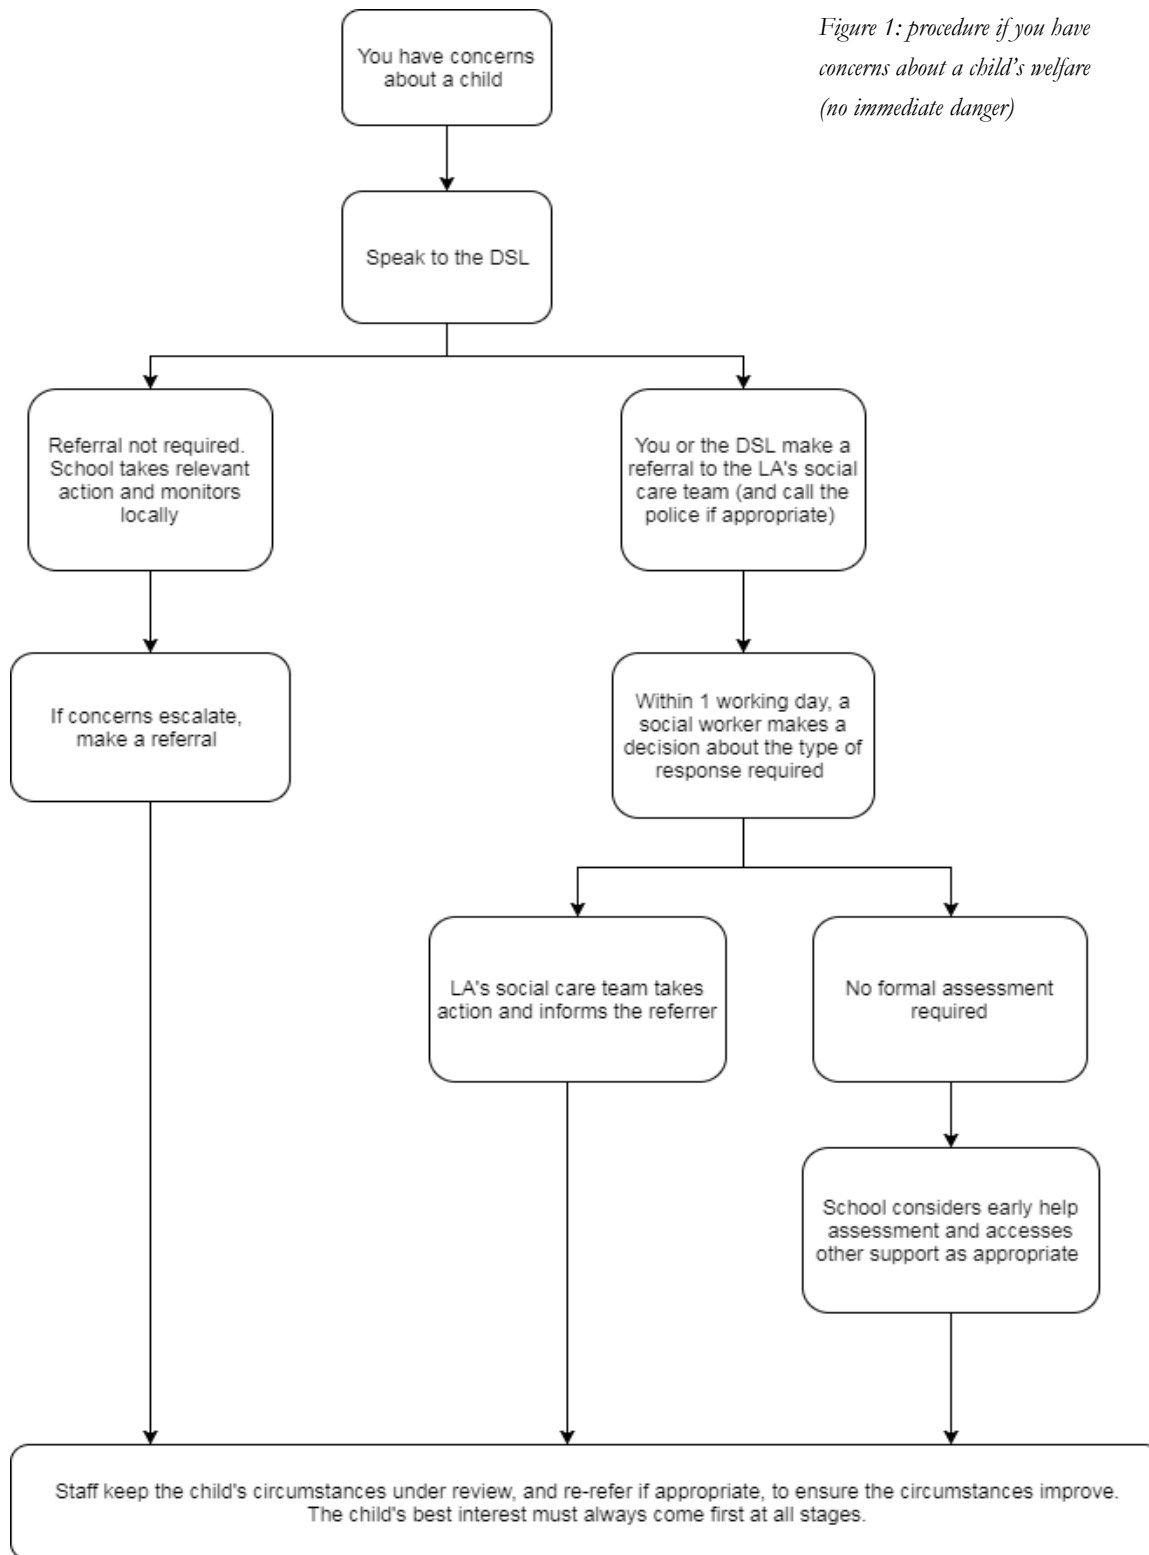 Figure 1: procedure if you have
concerns about a child's welfare
(no immediate danger)
You have concerns
about a child
Speak to the DSL
Referral not required.
School takes relevant
action and monitors
locally
You or the DSL make a
referral to the LA's social
care team (and call the
police if appropriate)
If concerns escalate,
make a referral
Within 1 working day, a
social worker makes a
decision about the type of
response required
LA's social care team takes
action and informs the referrer
No formal assessment
required
School considers early help
assessment and accesses
other support as appropriate
Staff keep the child's circumstances under review, and re-refer if appropriate, to ensure the circumstances improve.
The child's best interest must always come first at all stages.